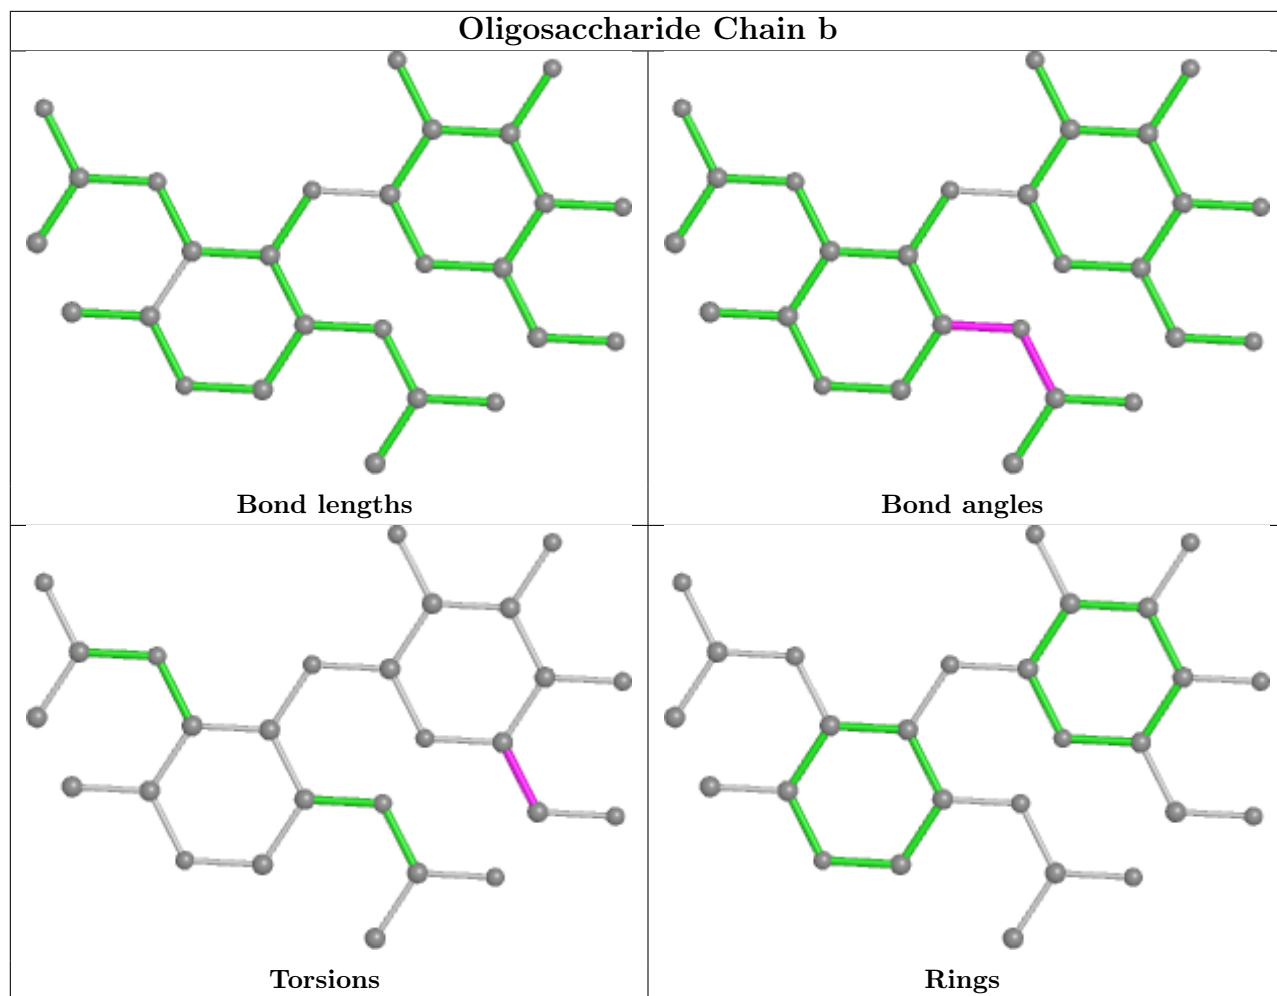 Oligosaccharide Chain b
Bond lengths
Bond angles
Torsions
Rings